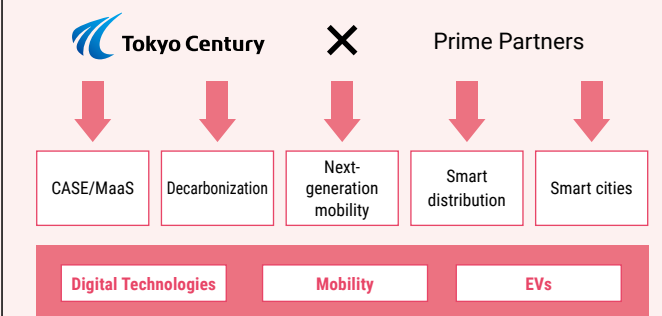 Tokyo Century × Prime Partners
CASE/MaaS
Decarbonization
Next-
generation
mobility
Smart
distribution
Smart cities
Digital Technologies
Mobility
EVs